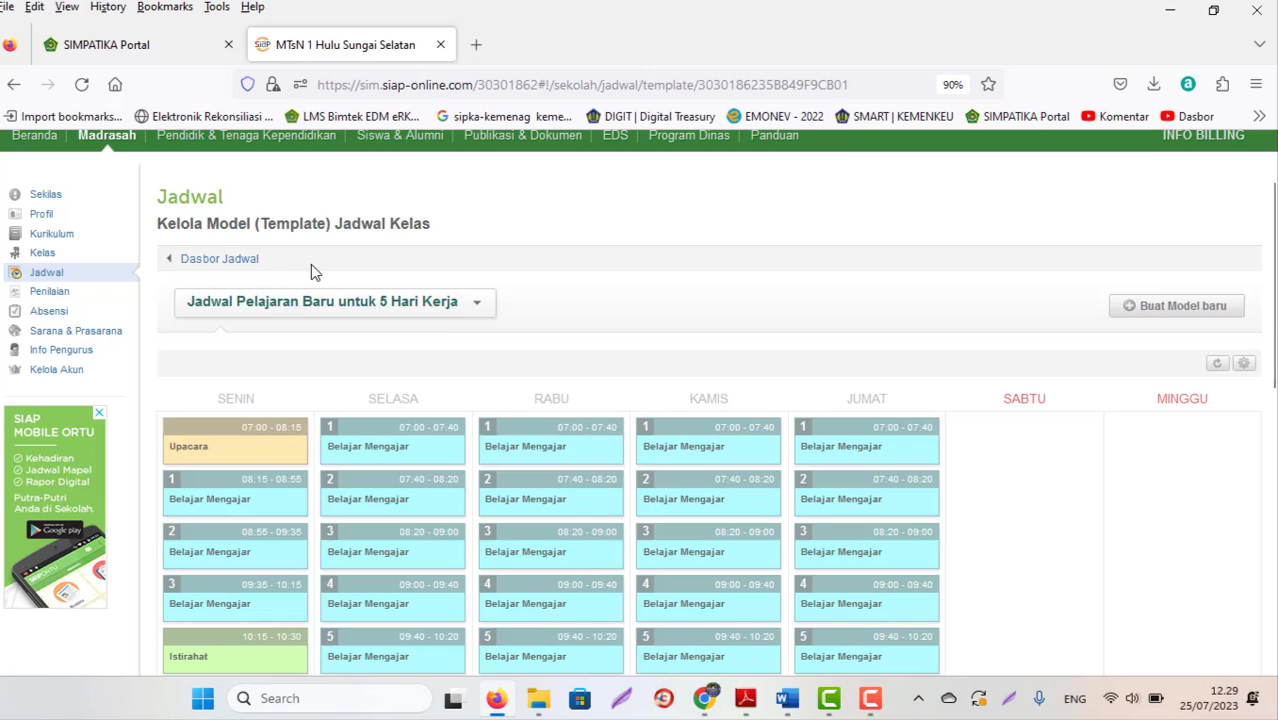 File Edit View History Bookmarks Tools Help
SIMPATIKA Portal
MTsN 1 Hulu Sungai Selatan
https://sim.siap-online.com/30301862#!/sekolah/jadwal/template/3030186235B849F9CB01 90%
Import bookmarks... Elektronik Rekonsiliasi ... LMS Bimtek EDM eRK... sipka-kemenag keme... DIGIT | Digital Treasury EMONEV - 2022 SMART | KEMENKEU SIMPATIKA Portal Komentar Dasbor
Beranda Madrasah Pendidik & Tenaga Kependidikan Siswa & Alumni Publikasi & Dokumen EDS Program Dinas Panduan INFO BILLING
Sekilas
Profil
Kurikulum
Kelas
Jadwal
Penilaian
Absensi
Sarana & Prasarana
Info Pengurus
Kelola Akun
SIAP
MOBILE ORTU
Kehadiran
Jadwal Mapel
Rapor Digital
Putra-Putri
Anda di Sekolah.
Google play
Jadwal
Kelola Model (Template) Jadwal Kelas
Dasbor Jadwal
Jadwal Pelajaran Baru untuk 5 Hari Kerja
Buat Model baru
SENIN SELASA RABU KAMIS JUMAT SABTU MINGGU
07:00 - 08:15 1 07:00 - 07:40 1 07:00 - 07:40 1 07:00 - 07:40 1 07:00 - 07:40
Upacara Belajar Mengajar Belajar Mengajar Belajar Mengajar Belajar Mengajar
1 08:15 - 08:55 2 07:40 - 08:20 2 07:40 - 08:20 2 07:40 - 08:20 2 07:40 - 08:20
Belajar Mengajar Belajar Mengajar Belajar Mengajar Belajar Mengajar Belajar Mengajar
2 08:55 - 09:35 3 08:20 - 09:00 3 08:20 - 09:00 3 08:20 - 09:00 3 08:20 - 09:00
Belajar Mengajar Belajar Mengajar Belajar Mengajar Belajar Mengajar Belajar Mengajar
3 09:35 - 10:15 4 09:00 - 09:40 4 09:00 - 09:40 4 09:00 - 09:40 4 09:00 - 09:40
Belajar Mengajar Belajar Mengajar Belajar Mengajar Belajar Mengajar Belajar Mengajar
10:15 - 10:30 5 09:40 - 10:20 5 09:40 - 10:20 5 09:40 - 10:20 5 09:40 - 10:20
Istirahat Belajar Mengajar Belajar Mengajar Belajar Mengajar Belajar Mengajar
Search
ENG
12.29
25/07/2023